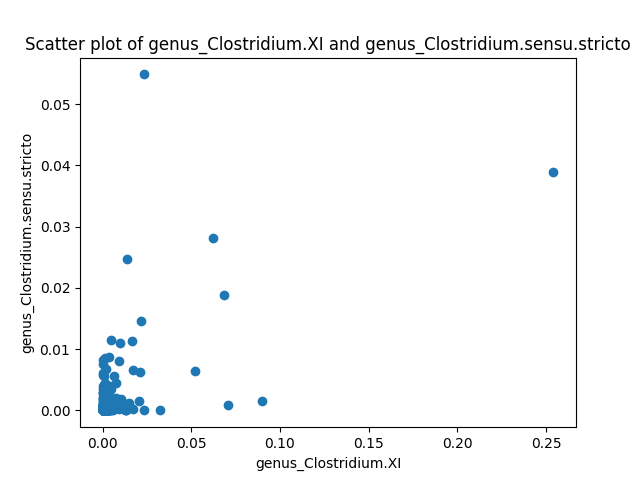 Scatter plot of genus_Clostridium.XI and genus_Clostridium.sensu.stricto
genus_Clostridium.sensu.stricto
0.05
0.04
0.03
0.02
0.01
0.00
0.00 0.05 0.10 0.15 0.20 0.25
genus_Clostridium.XI